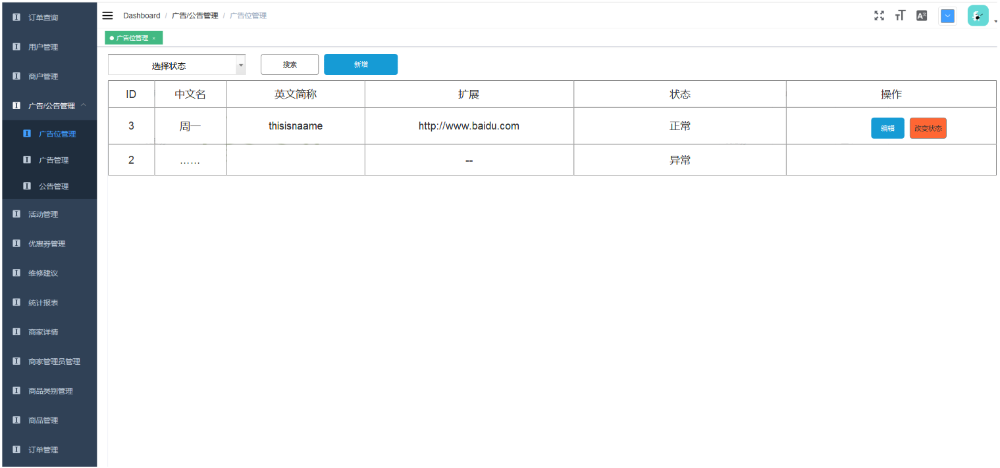 Dashboard / 广告/公告管理 / 广告位管理
广告位管理 ×
订单查询
用户管理
商户管理
广告/公告管理
广告位管理
广告管理
公告管理
活动管理
优惠券管理
维修建议
统计报表
商家详情
商家管理员管理
商品类别管理
商品管理
订单管理
选择状态 搜索 新增
ID 中文名 英文简称 扩展 状态 操作
3 周一 thisisnaame http://www.baidu.com 正常 编辑 改变状态
2 …… -- 异常